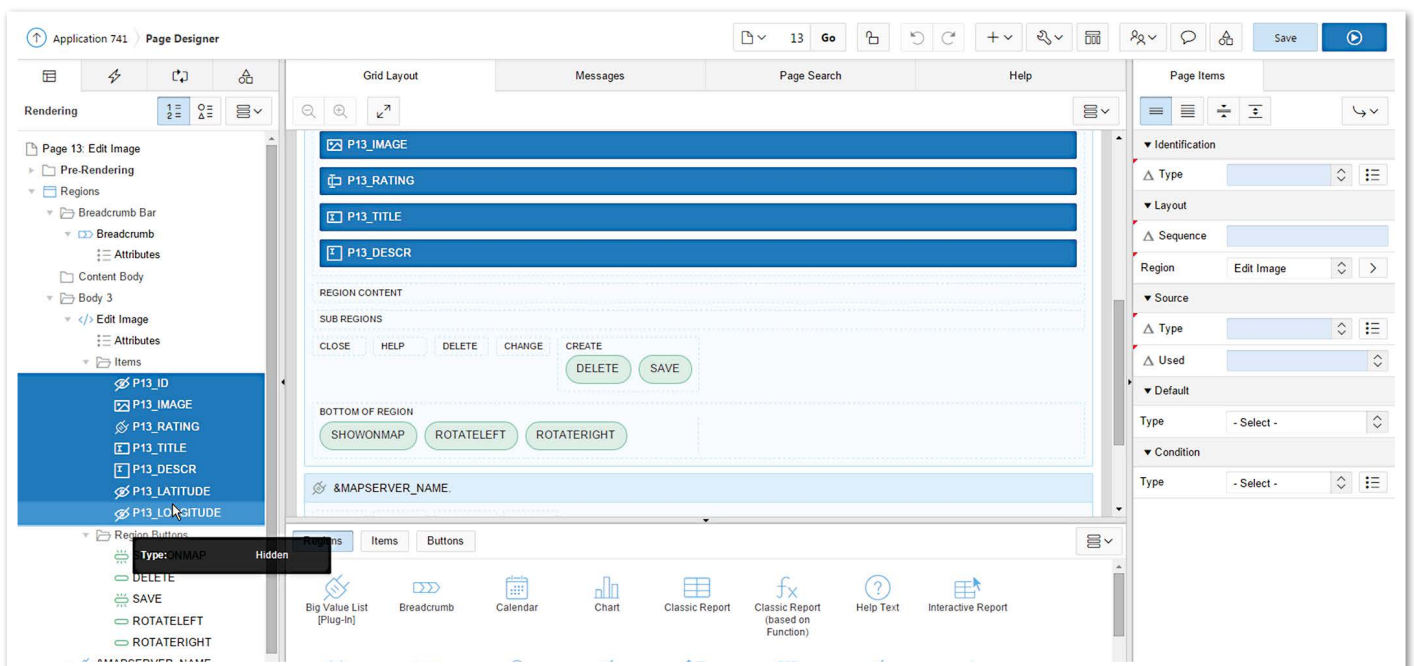 Application 741 Page Designer
13 Go
Save
Rendering
1 =
2 =
Page 13: Edit Image
Pre-Rendering
Regions
Breadcrumb Bar
Breadcrumb
Attributes
Content Body
Body 3
</> Edit Image
Attributes
Items
P13_ID
P13_IMAGE
P13_RATING
P13_TITLE
P13_DESCR
P13_LATITUDE
P13_LONGITUDE
Region Buttons
Type: Hidden
DELETE
SAVE
ROTATELEFT
ROTATERIGHT
&MAPSERVER_NAME
Grid Layout Messages Page Search Help
P13_IMAGE
P13_RATING
P13_TITLE
P13_DESCR
REGION CONTENT
SUB REGIONS
CLOSE HELP DELETE CHANGE CREATE
DELETE SAVE
BOTTOM OF REGION
SHOWONMAP ROTATELEFT ROTATERIGHT
&MAPSERVER_NAME.
Regions Items Buttons
Big Value List
[Plug-In]
Breadcrumb
Calendar
Chart
Classic Report
Classic Report
(based on
Function)
Help Text
Interactive Report
Page Items
Identification
Type
Layout
Sequence
Region Edit Image
Source
Type
Used
Default
Type - Select -
Condition
Type - Select -